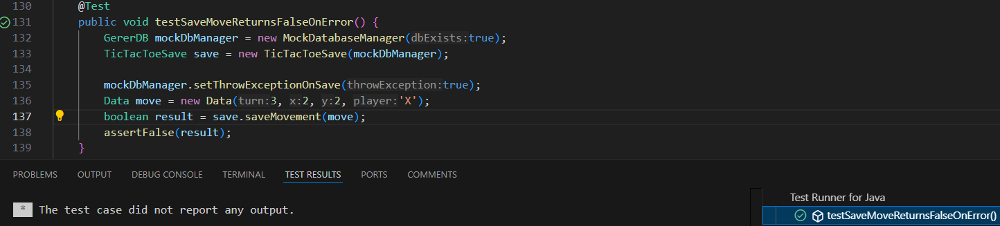 130 @Test
131 public void testSaveMoveReturnsFalseOnError() {
132 GererDB mockDbManager = new MockDatabaseManager(dbExists:true);
133 TicTacToeSave save = new TicTacToeSave(mockDbManager);
134
135 mockDbManager.setThrowExceptionOnSave(throwException:true);
136 Data move = new Data(turn:3, x:2, y:2, player:'X');
137 boolean result = save.saveMovement(move);
138 assertFalse(result);
139 }
PROBLEMS OUTPUT DEBUG CONSOLE TERMINAL TEST RESULTS PORTS COMMENTS
* The test case did not report any output.
Test Runner for Java
testSaveMoveReturnsFalseOnError()